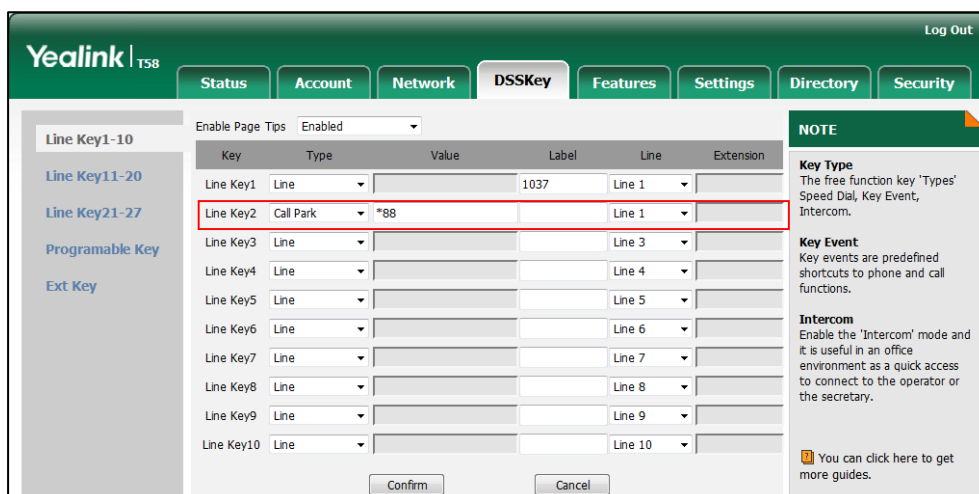 Log Out
Yealink T58
Status Account Network DSSKey Features Settings Directory Security
Line Key1-10
Line Key11-20
Line Key21-27
Programable Key
Ext Key
Enable Page Tips Enabled
Key Type Value Label Line Extension
Line Key1 Line 1037 Line 1
Line Key2 Call Park *88 Line 1
Line Key3 Line Line 3
Line Key4 Line Line 4
Line Key5 Line Line 5
Line Key6 Line Line 6
Line Key7 Line Line 7
Line Key8 Line Line 8
Line Key9 Line Line 9
Line Key10 Line Line 10
Confirm Cancel
NOTE
Key Type
The free function key 'Types'
Speed Dial, Key Event,
Intercom.
Key Event
Key events are predefined
shortcuts to phone and call
functions.
Intercom
Enable the 'Intercom' mode and
it is useful in an office
environment as a quick access
to connect to the operator or
the secretary.
You can click here to get
more guides.